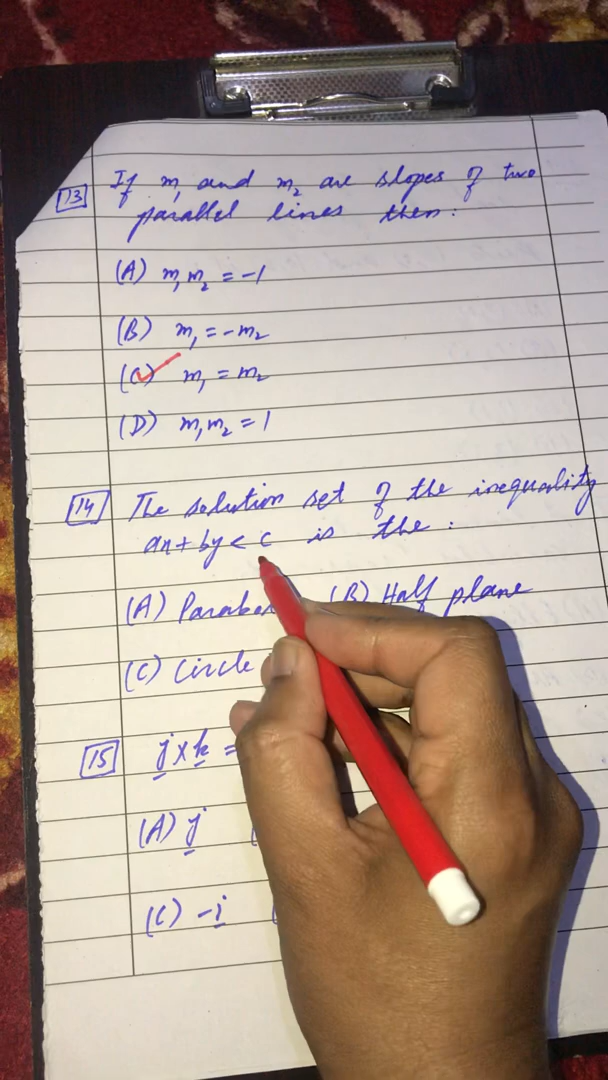 13 If m₁ and m₂ are slopes of two
parallel lines then:
(A) m₁m₂ = -1
(B) m₁ = -m₂
(C) m₁ = m₂
(D) m₁m₂ = 1
14 The solution set of the inequality
ax + by < c is the :
(A) (B) Half plane
(C) Circle
15 j x k =
(A) j
(C) -i